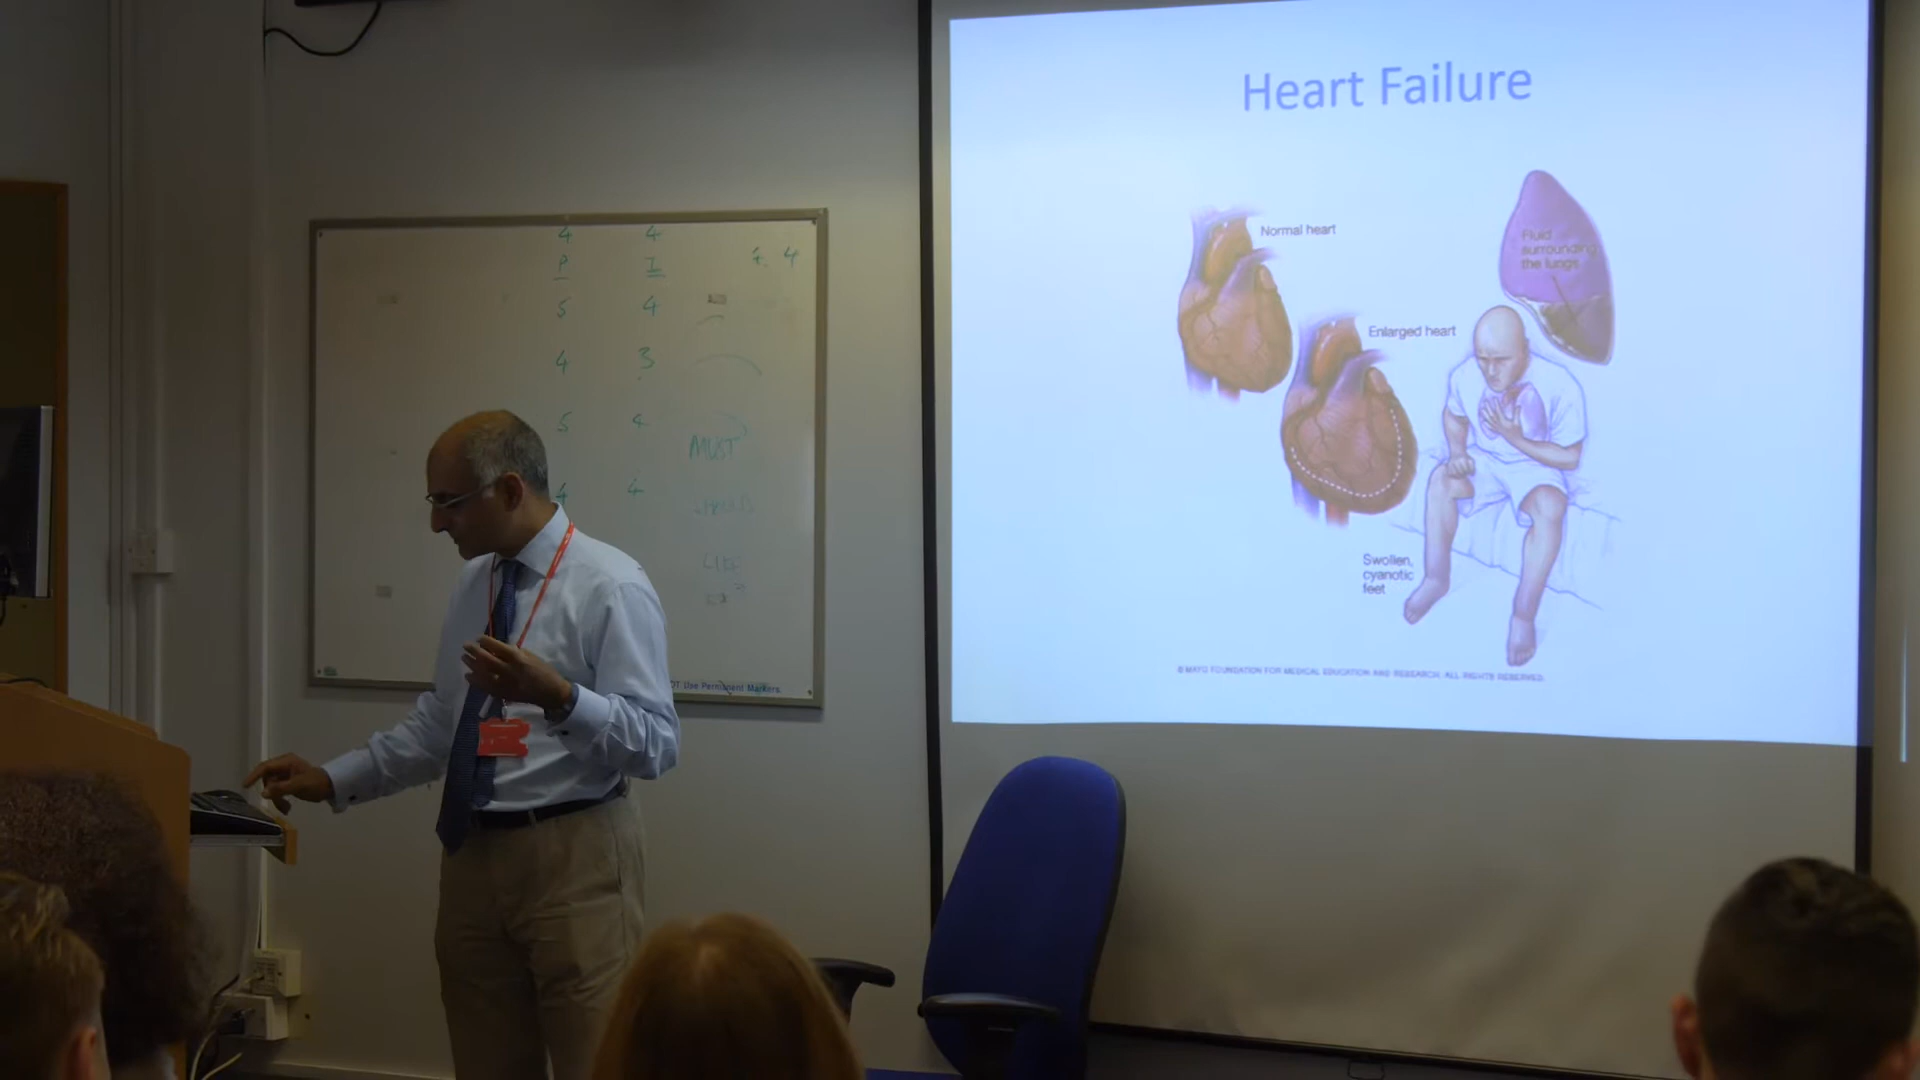 Heart Failure
Normal heart
Fluid
surrounding
the lungs
Enlarged heart
Swollen,
cyanotic
feet
© MAYO FOUNDATION FOR MEDICAL EDUCATION AND RESEARCH. ALL RIGHTS RESERVED.
4 4
P I
4
5 4
4 3
5 4
MUST
4 4
LIKE
Use Permanent Markers.